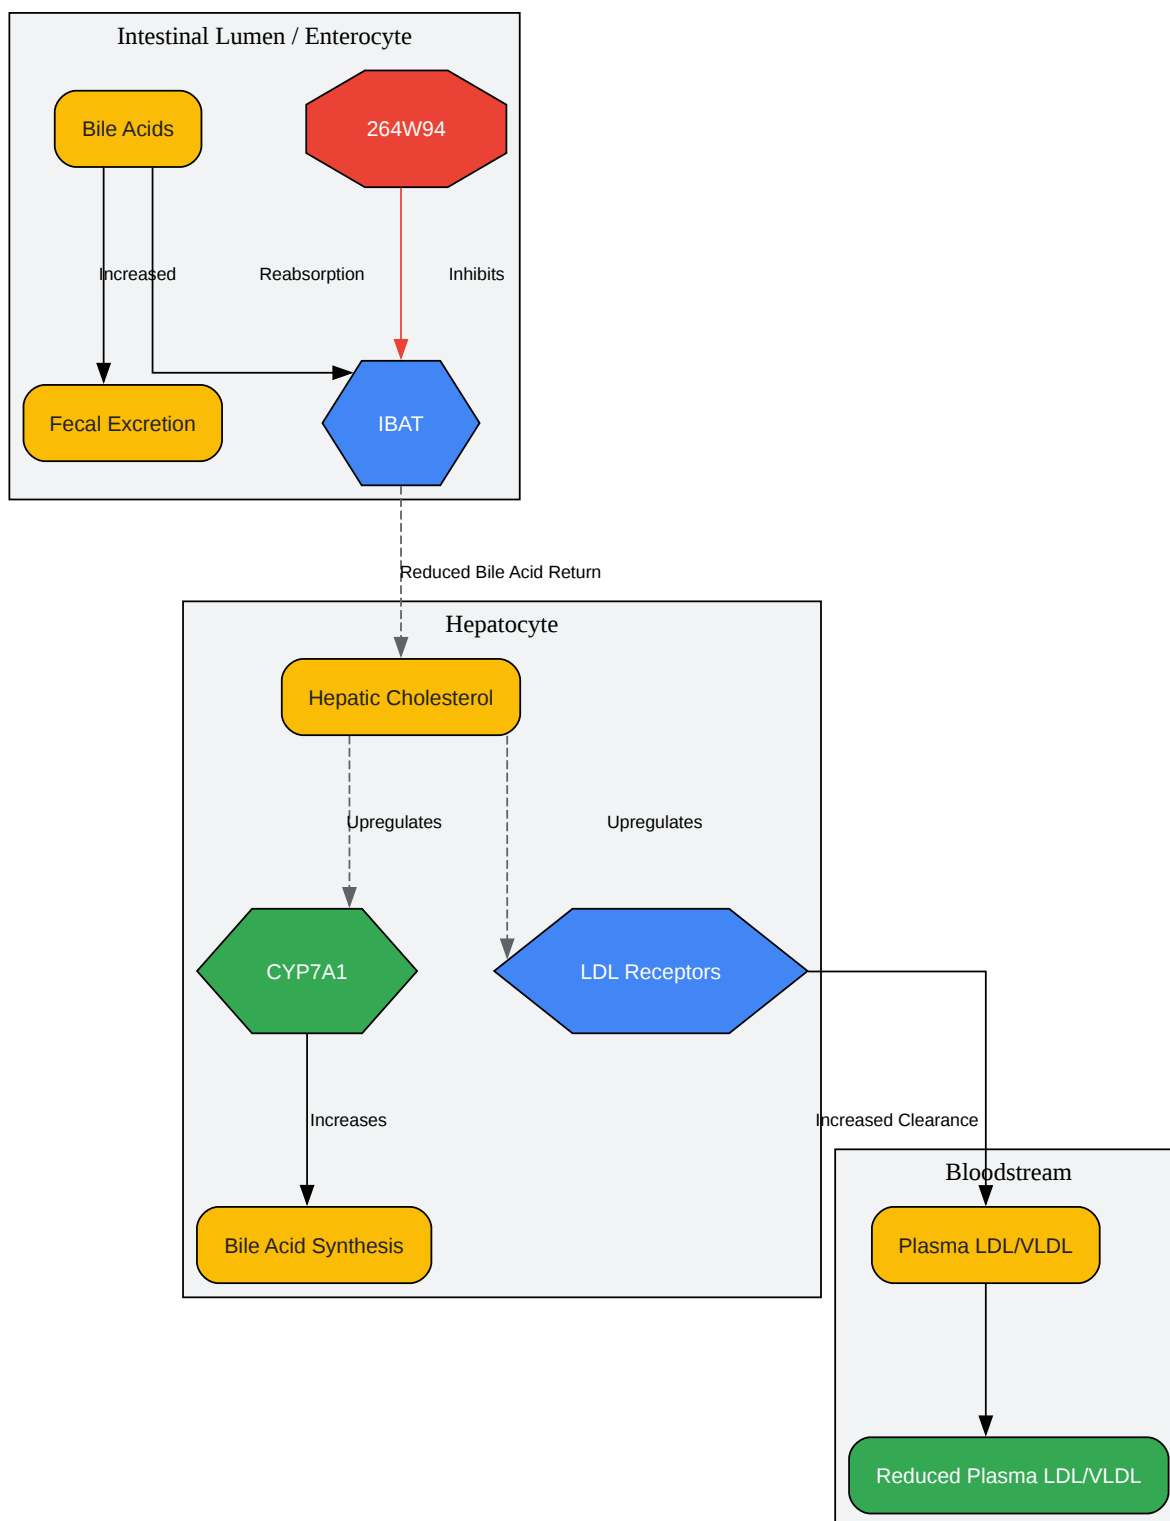 Intestinal Lumen / Enterocyte
Bile Acids
264W94
Increased
Reabsorption
Inhibits
Fecal Excretion
IBAT
Reduced Bile Acid Return
Hepatocyte
Hepatic Cholesterol
Upregulates
Upregulates
CYP7A1
LDL Receptors
Increases
Increased Clearance
Bloodstream
Bile Acid Synthesis
Plasma LDL/VLDL
Reduced Plasma LDL/VLDL